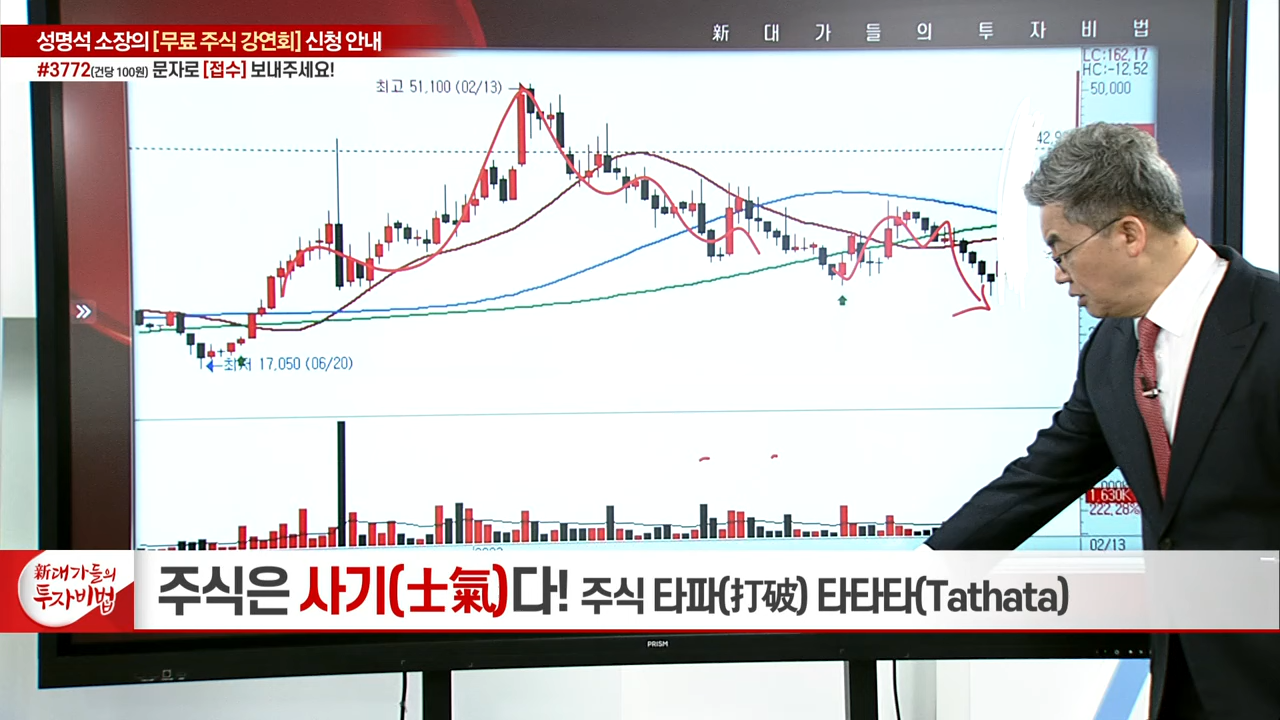 성명석 소장의 [무료 주식 강연회] 신청 안내
#3772(건당 100원) 문자로 [접수] 보내주세요!
新 대 가 들 의 투 자 비 법
LC:162,17
HC:-12,52
최고 51,100 (02/13)
50,000
42,9
최저 17,050 (06/20)
1,630K
222,28%
02/13
新대가들의
투자비법
주식은 사기(士氣)다! 주식 타파(打破) 타타타(Tathata)
PRISM